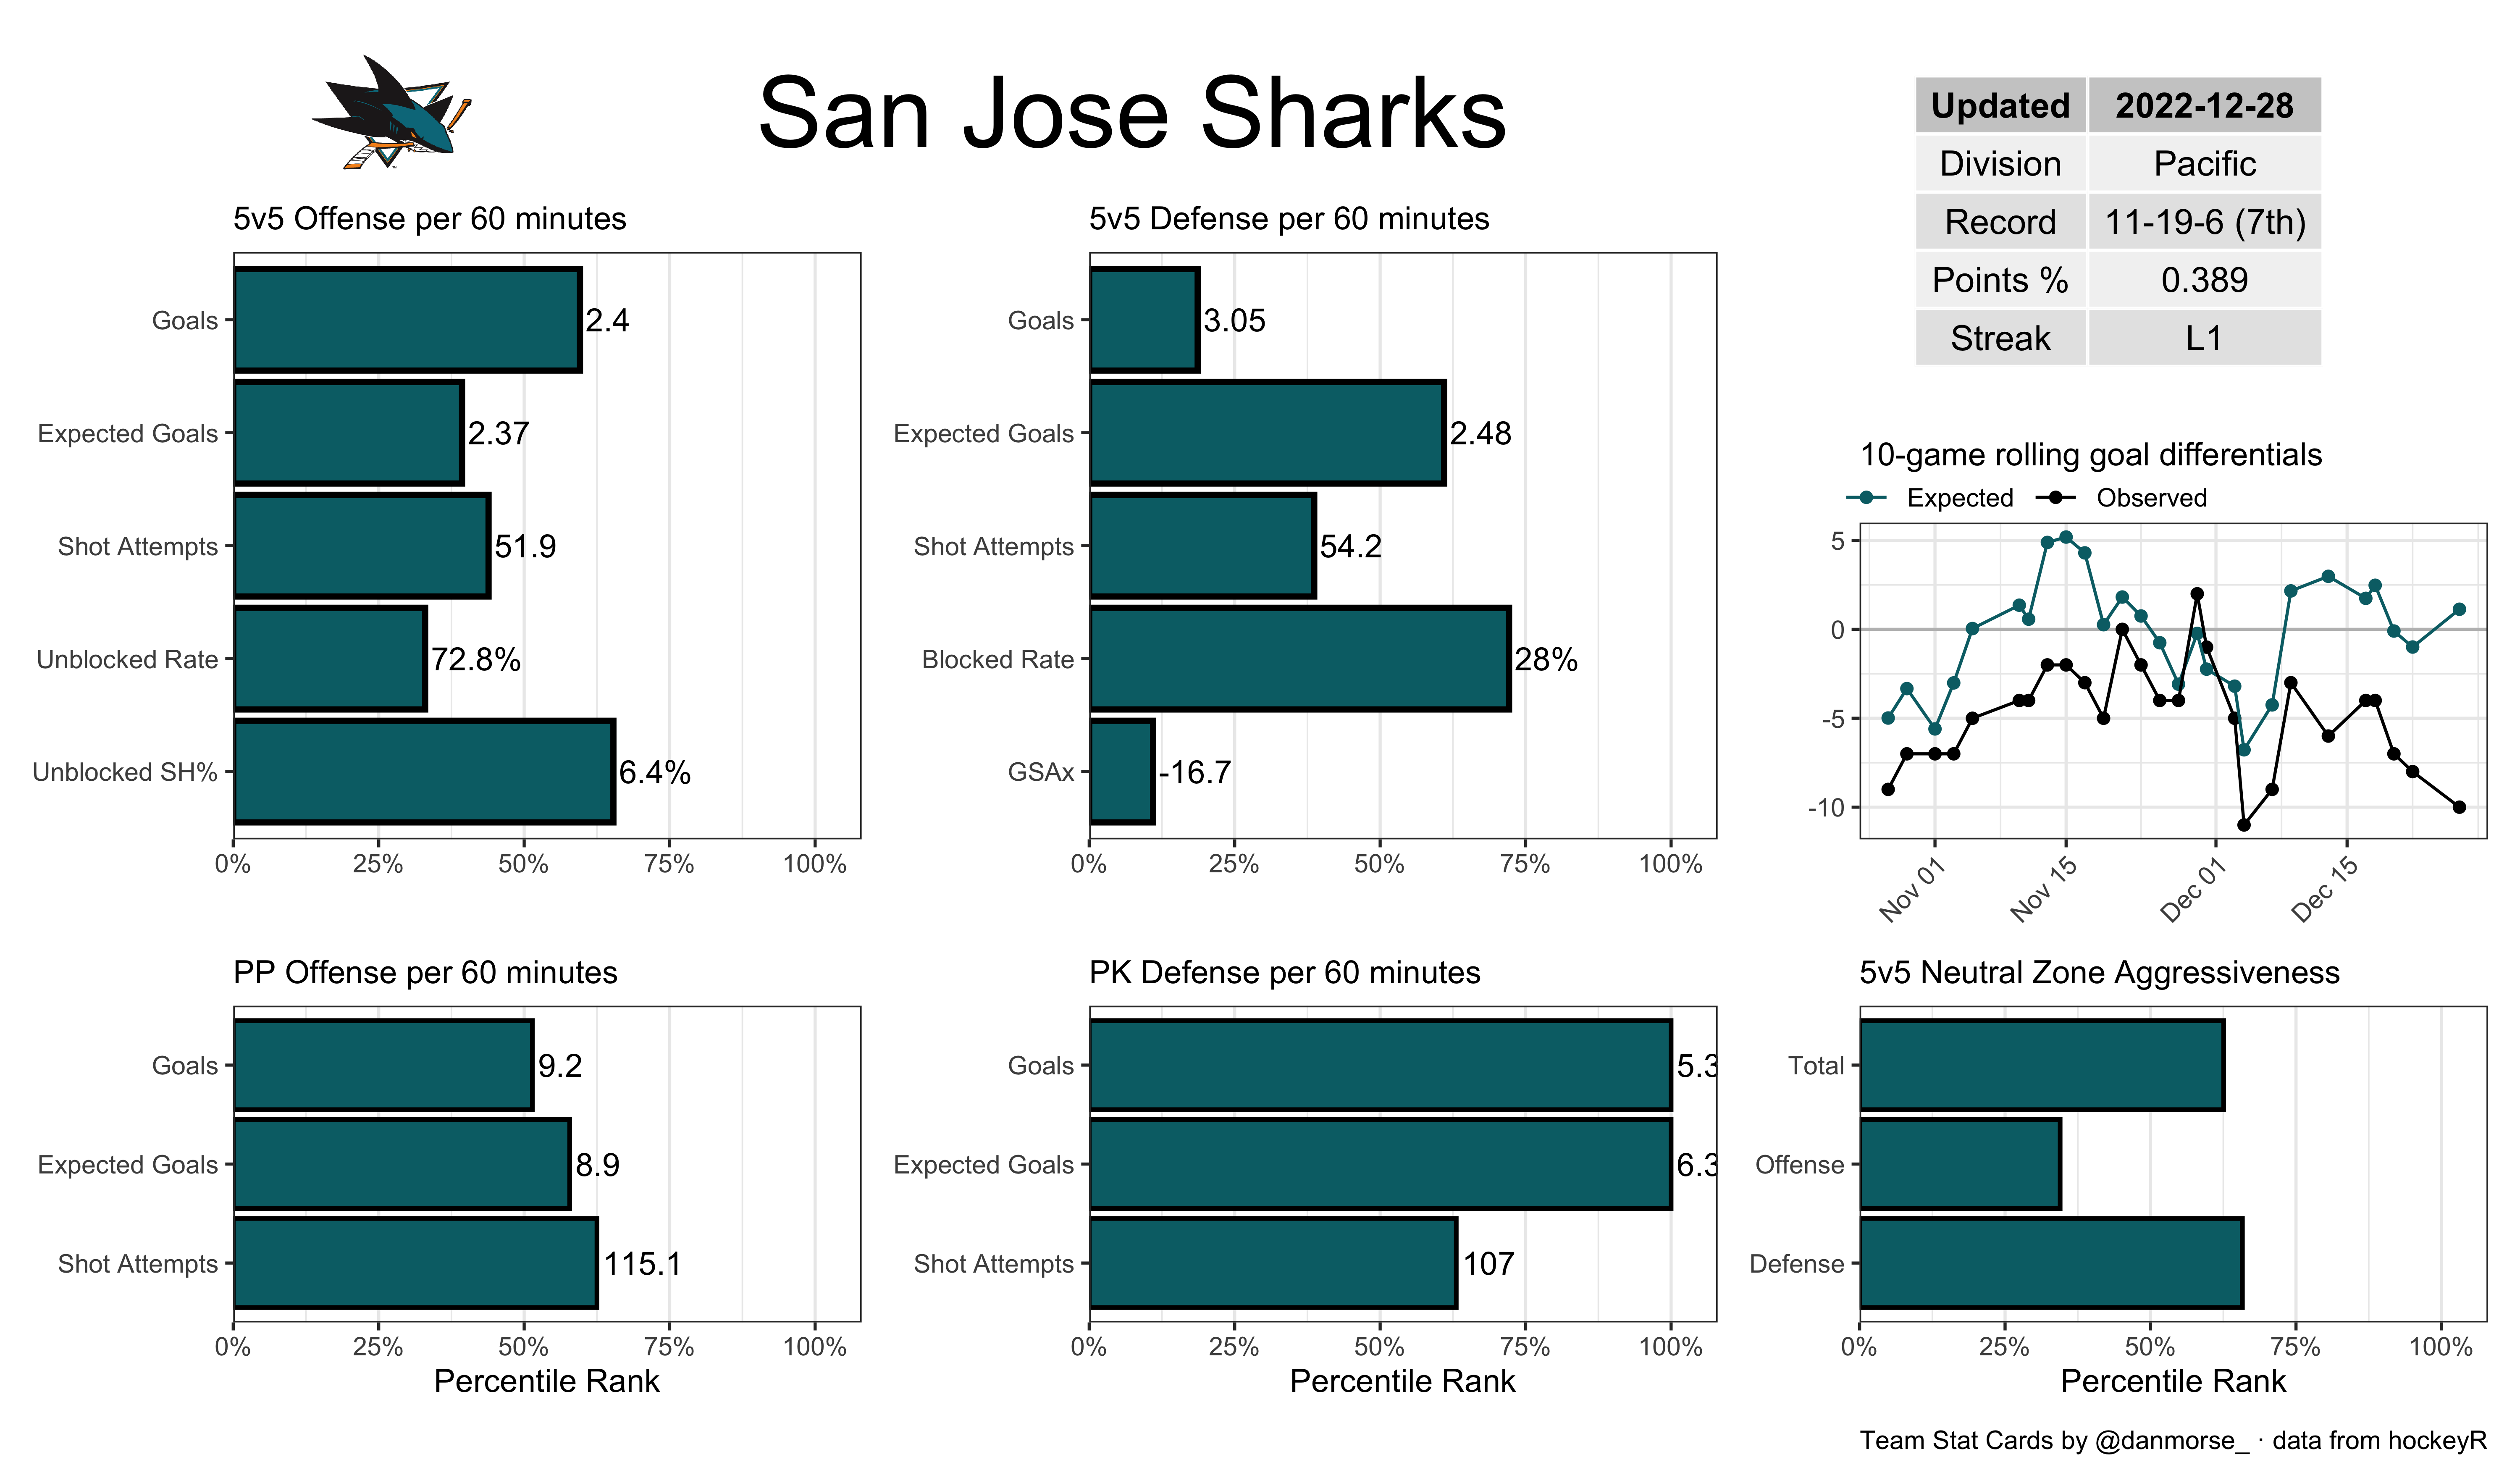 San Jose Sharks
Updated 2022-12-28
Division Pacific
Record 11-19-6 (7th)
Points % 0.389
Streak L1
5v5 Offense per 60 minutes
Goals 2.4
Expected Goals 2.37
Shot Attempts 51.9
Unblocked Rate 72.8%
Unblocked SH% 6.4%
0% 25% 50% 75% 100%
5v5 Defense per 60 minutes
Goals 3.05
Expected Goals 2.48
Shot Attempts 54.2
Blocked Rate 28%
GSAx -16.7
0% 25% 50% 75% 100%
10-game rolling goal differentials
Expected Observed
5
0
-5
-10
Nov 01 Nov 15 Dec 01 Dec 15
PP Offense per 60 minutes
Goals 9.2
Expected Goals 8.9
Shot Attempts 115.1
0% 25% 50% 75% 100%
Percentile Rank
PK Defense per 60 minutes
Goals 5.3
Expected Goals 6.3
Shot Attempts 107
0% 25% 50% 75% 100%
Percentile Rank
5v5 Neutral Zone Aggressiveness
Total
Offense
Defense
0% 25% 50% 75% 100%
Percentile Rank
Team Stat Cards by @danmorse_ · data from hockeyR